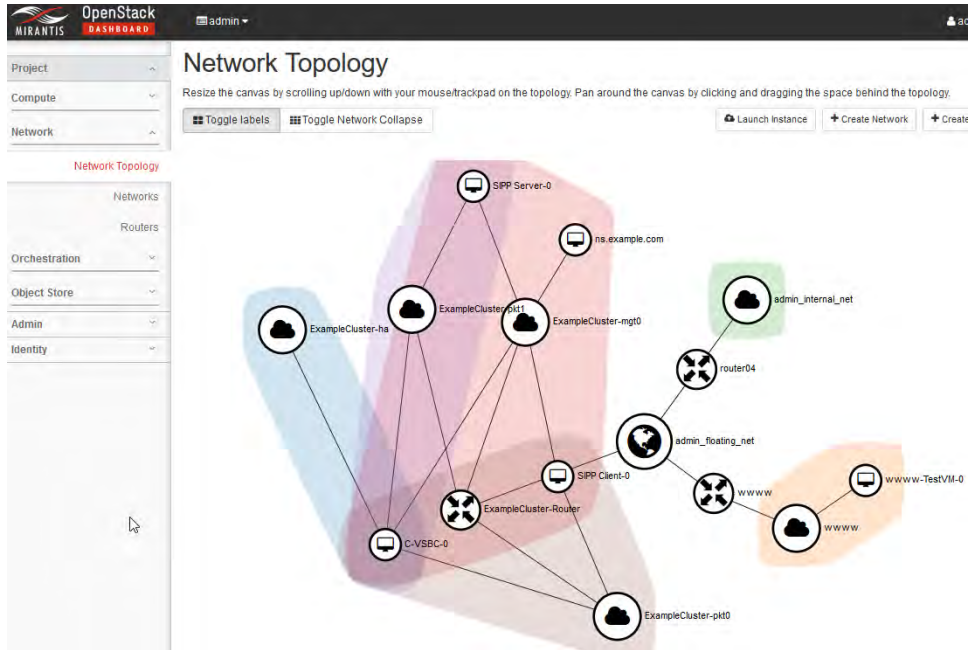 MIRANTIS
OpenStack
DASHBOARD
admin
Project
Compute
Network
Network Topology
Networks
Routers
Orchestration
Object Store
Admin
Identity
Network Topology
Resize the canvas by scrolling up/down with your mouse/trackpad on the topology. Pan around the canvas by clicking and dragging the space behind the topology.
Toggle labels
Toggle Network Collapse
Launch Instance
+ Create Network
+ Create
SIPP Server-0
ns.example.com
admin_internal_net
ExampleCluster-pkt1
ExampleCluster-ha
ExampleCluster-mgt0
router04
admin_floating_net
SIPP Client-0
wwww-TestVM-0
wwww
ExampleCluster-Router
wwww
C-VSBC-0
ExampleCluster-pkt0